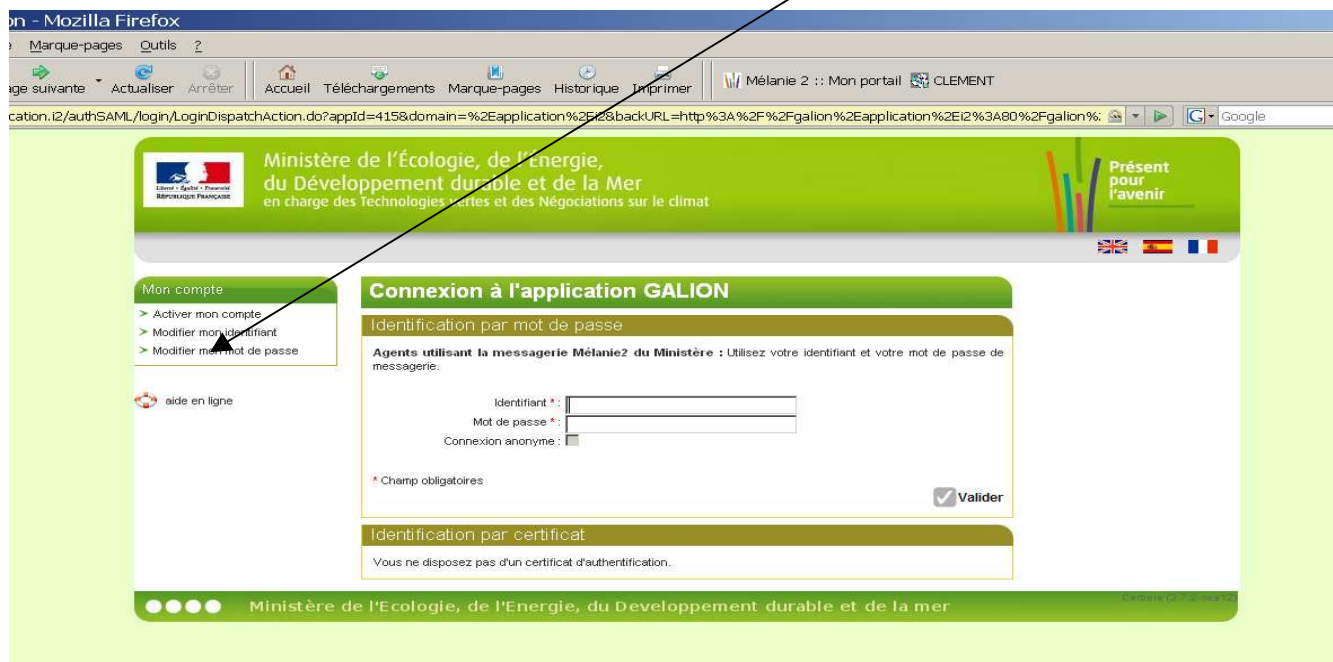 on - Mozilla Firefox
Marque-pages Outils ?
age suivante Actualiser Arrêter Accueil Téléchargements Marque-pages Historique Imprimer Mélanie 2 :: Mon portail CLEMENT
cation.i2/authSAML/login/LoginDispatchAction.do?appId=415&domain=%2Eapplication%2Ei2&backURL=http%3A%2F%2Fgalion%2Eapplication%2Ei2%3A80%2Fgalion%: Google
Ministère de l'Écologie, de l'Énergie,
du Développement durable et de la Mer
en charge des Technologies vertes et des Négociations sur le climat
Liberté • Égalité • Fraternité
RÉPUBLIQUE FRANÇAISE
Présent
pour
l'avenir
Mon compte
> Activer mon compte
> Modifier mon identifiant
> Modifier mon mot de passe
aide en ligne
Connexion à l'application GALION
Identification par mot de passe
Agents utilisant la messagerie Mélanie2 du Ministère : Utilisez votre identifiant et votre mot de passe de
messagerie.
Identifiant * :
Mot de passe * :
Connexion anonyme :
* Champ obligatoires
Valider
Identification par certificat
Vous ne disposez pas d'un certificat d'authentification.
Ministère de l'Ecologie, de l'Energie, du Developpement durable et de la mer